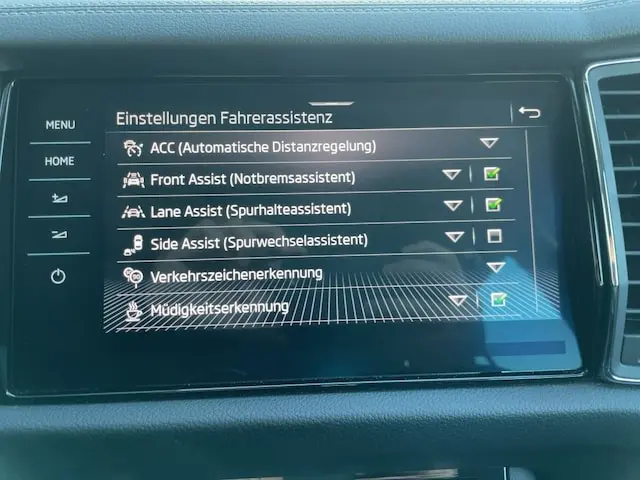 MENU
HOME
Einstellungen Fahrerassistenz
ACC (Automatische Distanzregelung)
Front Assist (Notbremsassistent)
Lane Assist (Spurhalteassistent)
Side Assist (Spurwechselassistent)
Verkehrszeichenerkennung
Müdigkeitserkennung